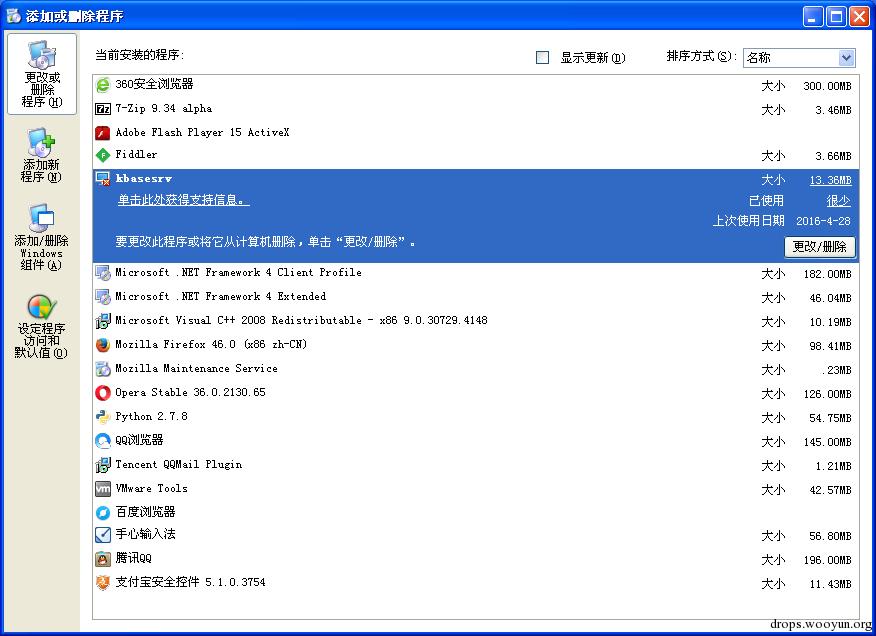 添加或删除程序
更改或
删除
程序(H)
添加新
程序(N)
添加/删除
Windows
组件(A)
设定程序
访问和
默认值(O)
当前安装的程序:
显示更新(D)
排序方式(S): 名称
360安全浏览器 大小 300.00MB
7-Zip 9.34 alpha 大小 3.46MB
Adobe Flash Player 15 ActiveX
Fiddler 大小 3.66MB
kbasesrv 大小 13.36MB
单击此处获得支持信息。 已使用 很少
上次使用日期 2016-4-28
要更改此程序或将它从计算机删除，单击“更改/删除”。 更改/删除
Microsoft .NET Framework 4 Client Profile 大小 182.00MB
Microsoft .NET Framework 4 Extended 大小 46.04MB
Microsoft Visual C++ 2008 Redistributable - x86 9.0.30729.4148 大小 10.19MB
Mozilla Firefox 46.0 (x86 zh-CN) 大小 98.41MB
Mozilla Maintenance Service 大小 .23MB
Opera Stable 36.0.2130.65 大小 126.00MB
Python 2.7.8 大小 54.75MB
QQ浏览器 大小 145.00MB
Tencent QQMail Plugin 大小 1.21MB
VMware Tools 大小 42.57MB
百度浏览器
手心输入法 大小 56.80MB
腾讯QQ 大小 196.00MB
支付宝安全控件 5.1.0.3754 大小 11.43MB
drops.wooyun.org